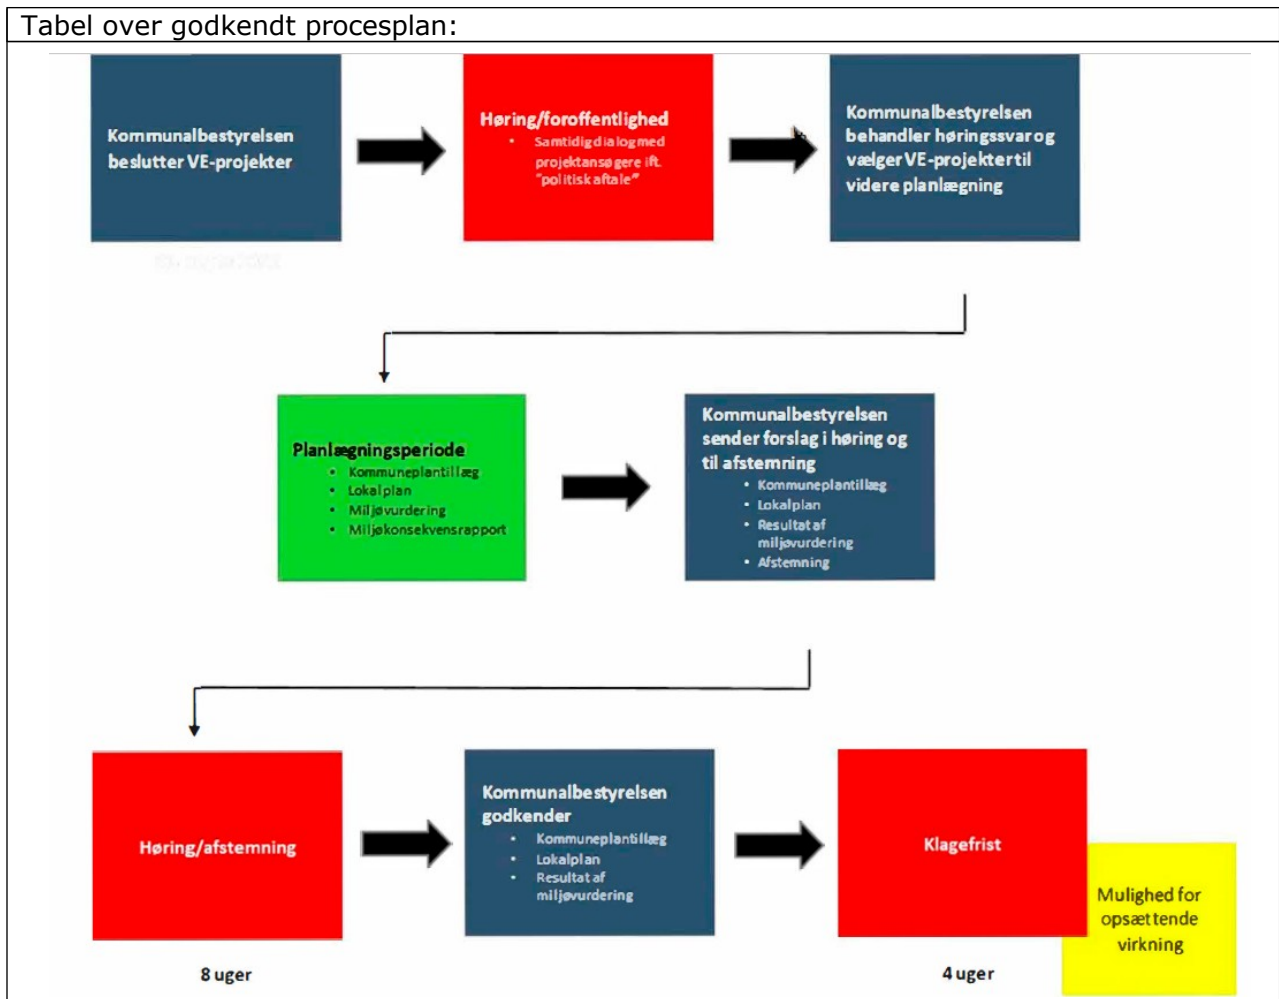 Tabel over godkendt procesplan:
Kommunalbestyrelsen
beslutter VE-projekter
Høring/foroffentlighed
• Samtidig dialog med
projektansøgere ift.
"politisk aftale"
Kommunalbestyrelsen
behandler høringssvar og
vælger VE-projekter til
videre planlægning
Planlægningsperiode
• Kommuneplantillæg
• Lokalplan
• Miljøvurdering
• Miljøkonsekvensrapport
Kommunalbestyrelsen
sender forslag i høring og
til afstemning
• Kommuneplantillæg
• Lokalplan
• Resultat af
miljøvurdering
• Afstemning
Høring/afstemning
8 uger
Kommunalbestyrelsen
godkender
• Kommuneplantillæg
• Lokalplan
• Resultat af
miljøvurdering
Klagefrist
4 uger
Mulighed for
opsættende
virkning